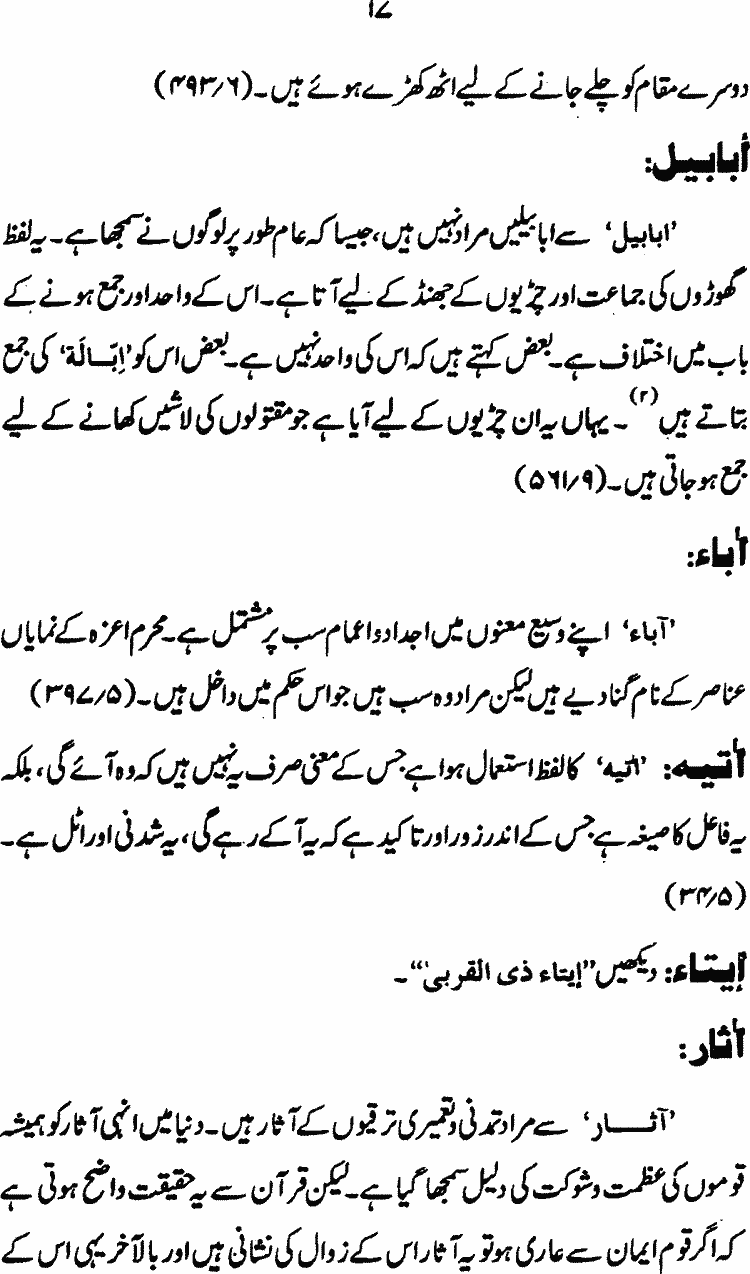 ۱۷
دوسرے مقام کو چلے جانے کے لیے اٹھ کھڑے ہوئے ہیں۔(۴۹۳/۶)
أبابيل:
’ابابیل‘ سے ابابیلیں مراد نہیں ہیں، جیسا کہ عام طور پر لوگوں نے سمجھا ہے۔ یہ لفظ
گھوڑوں کی جماعت اور چڑیوں کے جھنڈ کے لیے آتا ہے۔ اس کے واحد اور جمع ہونے کے
باب میں اختلاف ہے۔ بعض کہتے ہیں کہ اس کی واحد نہیں ہے۔ بعض اس کو ’اِبّالَة‘ کی جمع
بتاتے ہیں(۲)۔ یہاں یہ ان چڑیوں کے لیے آیا ہے جو مقتولوں کی لاشیں کھانے کے لیے
جمع ہو جاتی ہیں۔(۵۶۱/۹)
آباء:
’آباء‘ اپنے وسیع معنوں میں اجداد و اعمام سب پر مشتمل ہے۔ محرم اعزہ کے نمایاں
عناصر کے نام گنا دیے ہیں لیکن مراد وہ سب ہیں جو اس حکم میں داخل ہیں۔(۳۹۷/۵)
اٰتيه: ’اٰتیه‘ کا لفظ استعمال ہوا ہے جس کے معنی صرف یہ نہیں ہیں کہ وہ آئے گی، بلکہ
یہ فاعل کا صیغہ ہے جس کے اندر زور اور تاکید ہے کہ یہ آ کے رہے گی، یہ شدنی اور اٹل ہے۔
(۳۴/۵)
إيتاء: دیکھیں ”إيتاء ذى القربىٰ“۔
اٰثار:
’آثــار‘ سے مراد تمدنی و تعمیری ترقیوں کے آثار ہیں۔ دنیا میں انہی آثار کو ہمیشہ
قوموں کی عظمت و شوکت کی دلیل سمجھا گیا ہے۔ لیکن قرآن سے یہ حقیقت واضح ہوتی ہے
کہ اگر قوم ایمان سے عاری ہو تو یہ آثار اس کے زوال کی نشانی ہیں اور بالآخر یہی اس کے